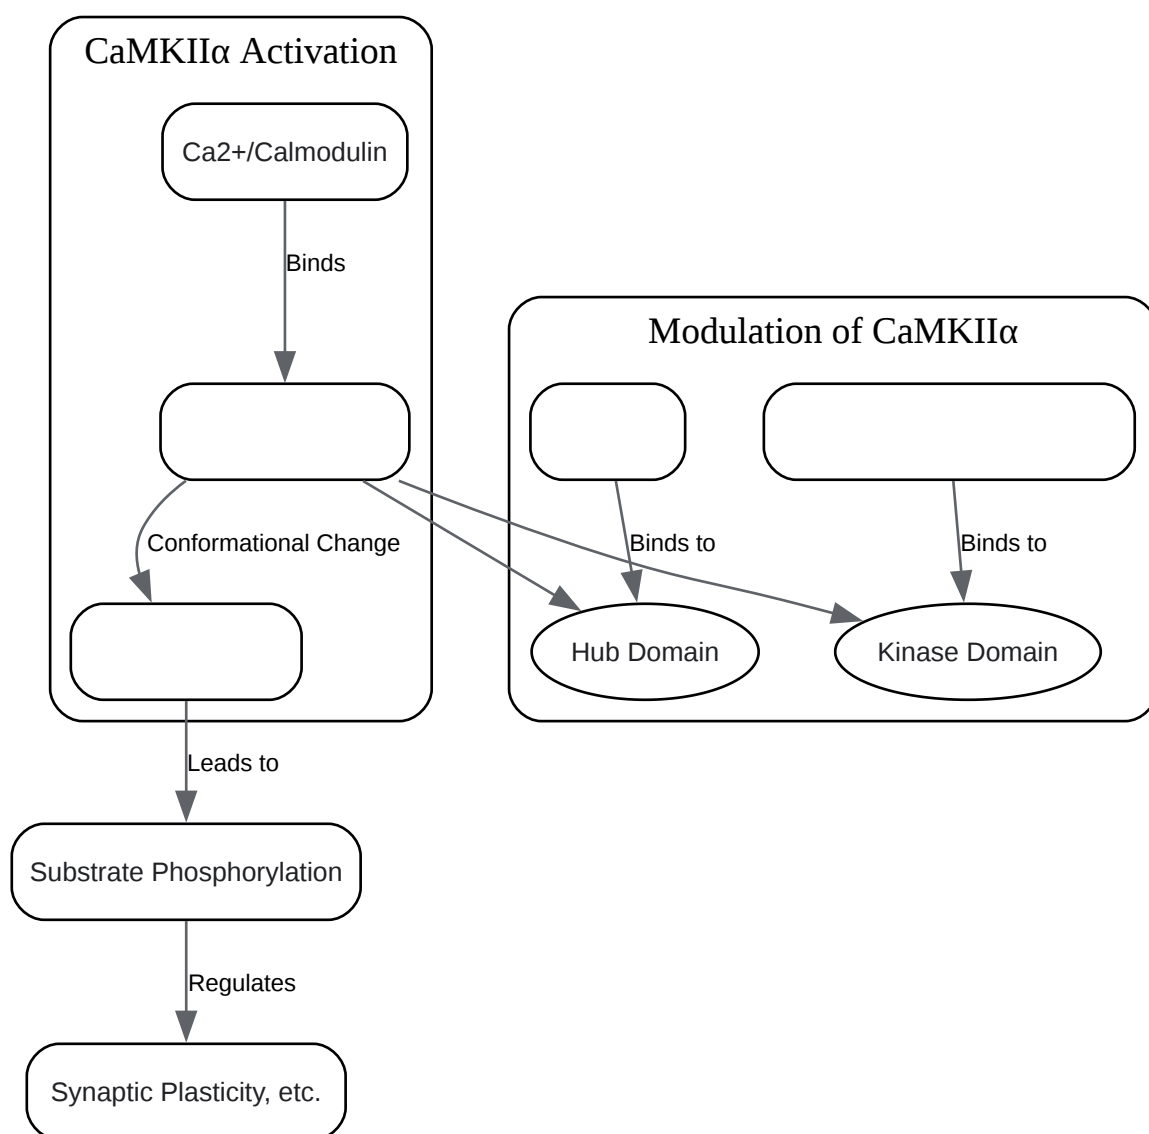 CaMKIIα Activation
Ca2+/Calmodulin
Binds
Modulation of CaMKIIα
Conformational Change
Binds to
Binds to
Hub Domain
Kinase Domain
Leads to
Substrate Phosphorylation
Regulates
Synaptic Plasticity, etc.